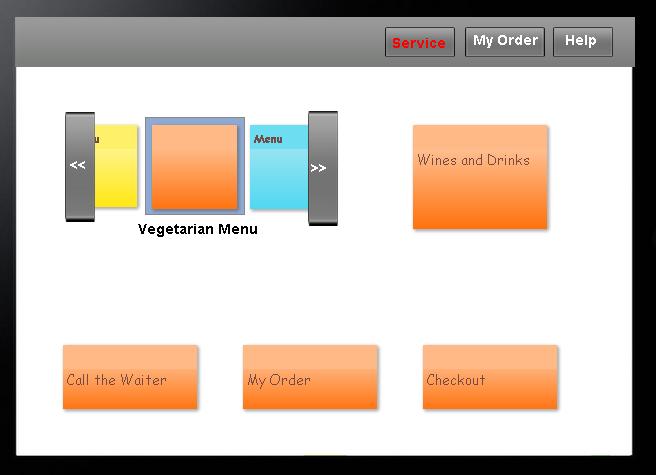 Service
My Order
Help
u
Menu
<<
>>
Wines and Drinks
Vegetarian Menu
Call the Waiter
My Order
Checkout